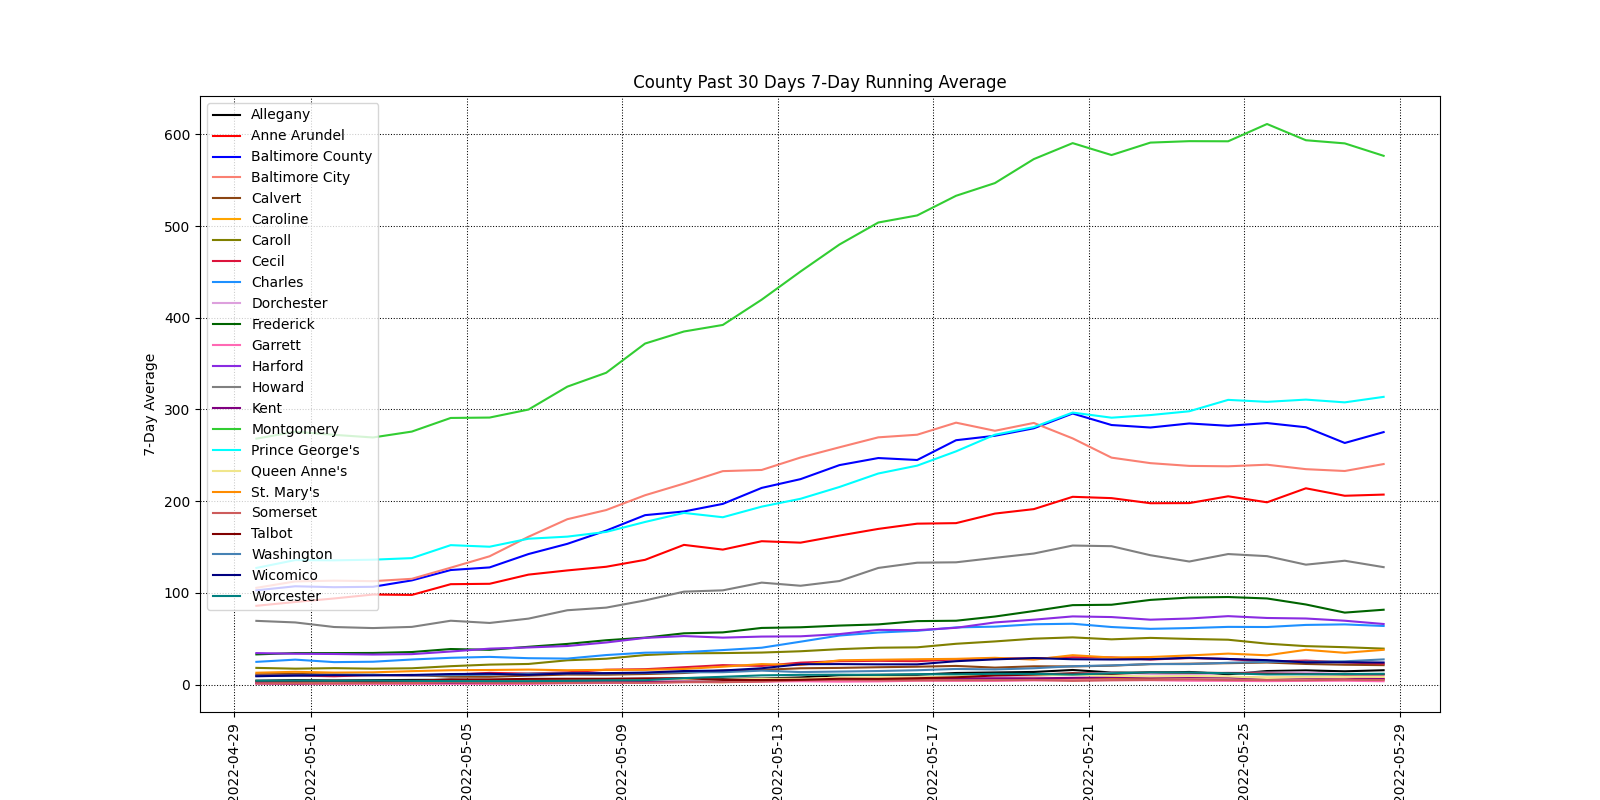 County Past 30 Days 7-Day Running Average
7-Day Average
600
500
400
300
200
100
0
Allegany
Anne Arundel
Baltimore County
Baltimore City
Calvert
Caroline
Caroll
Cecil
Charles
Dorchester
Frederick
Garrett
Harford
Howard
Kent
Montgomery
Prince George's
Queen Anne's
St. Mary's
Somerset
Talbot
Washington
Wicomico
Worcester
2022-04-29
2022-05-01
2022-05-05
2022-05-09
2022-05-13
2022-05-17
2022-05-21
2022-05-25
2022-05-29